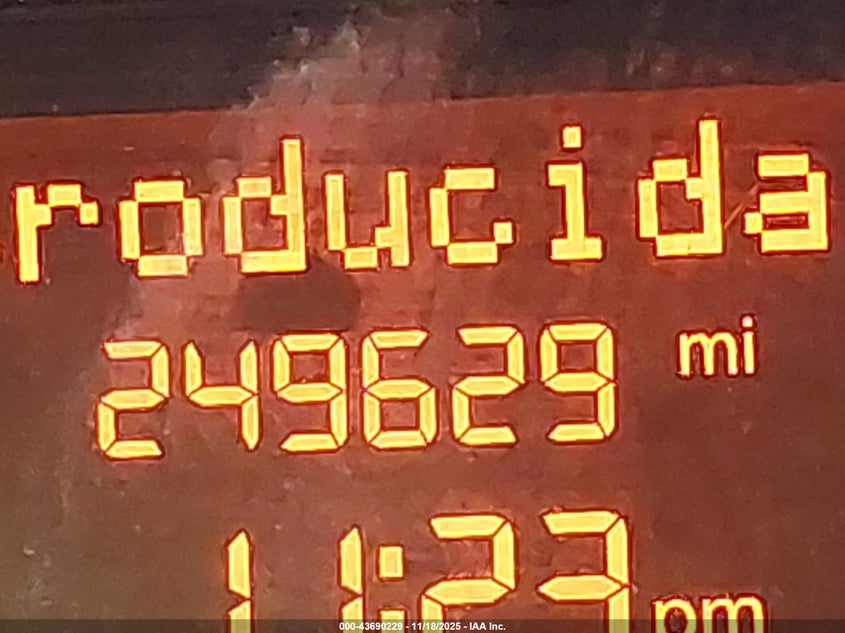 roducida
249629 mi
11:23 pm
000-43690229 - 11/18/2025 - IAA Inc.